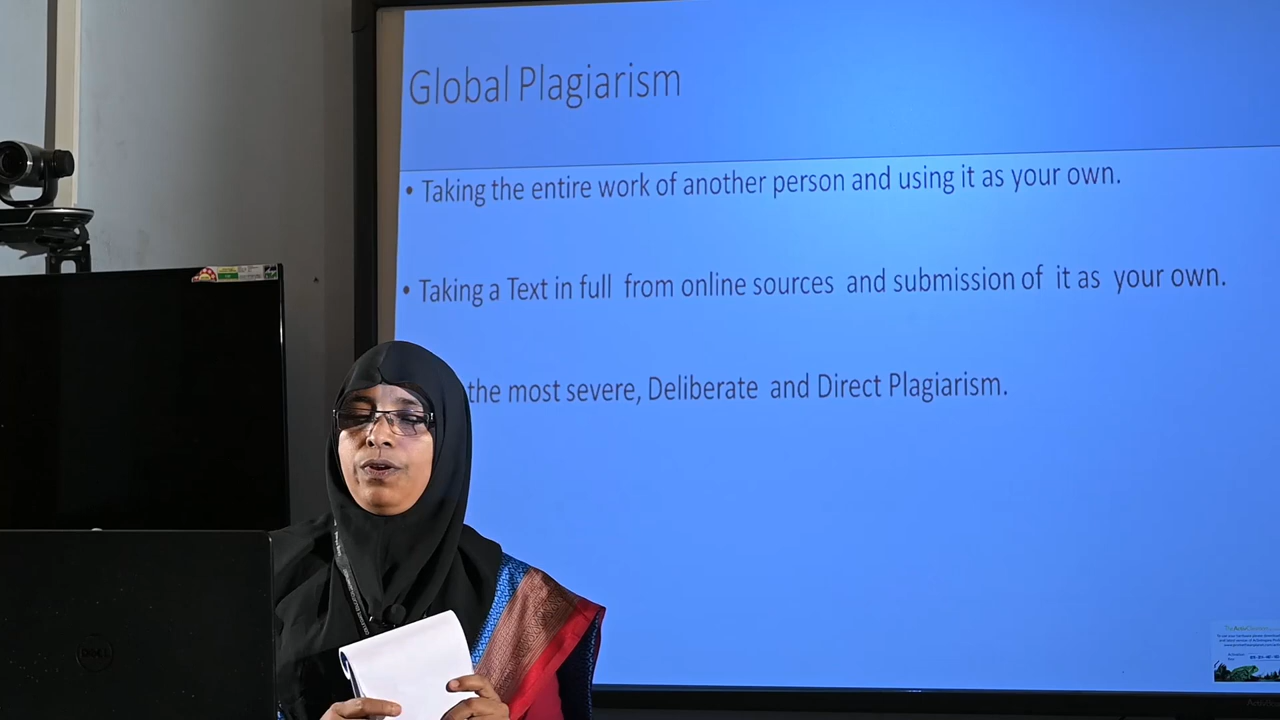 Global Plagiarism
• Taking the entire work of another person and using it as your own.
• Taking a Text in full from online sources and submission of it as your own.
the most severe, Deliberate and Direct Plagiarism.
DELL